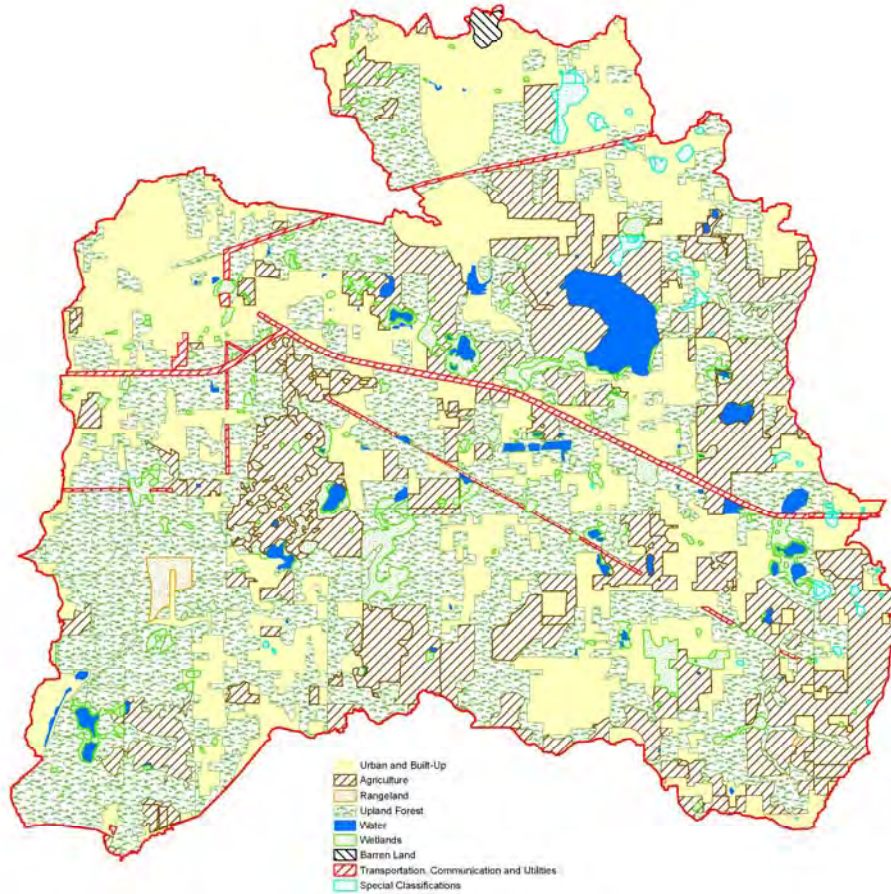 Urban and Built-Up
Agriculture
Rangeland
Upland Forest
Water
Wetlands
Barren Land
Transportation, Communication and Utilities
Special Classifications